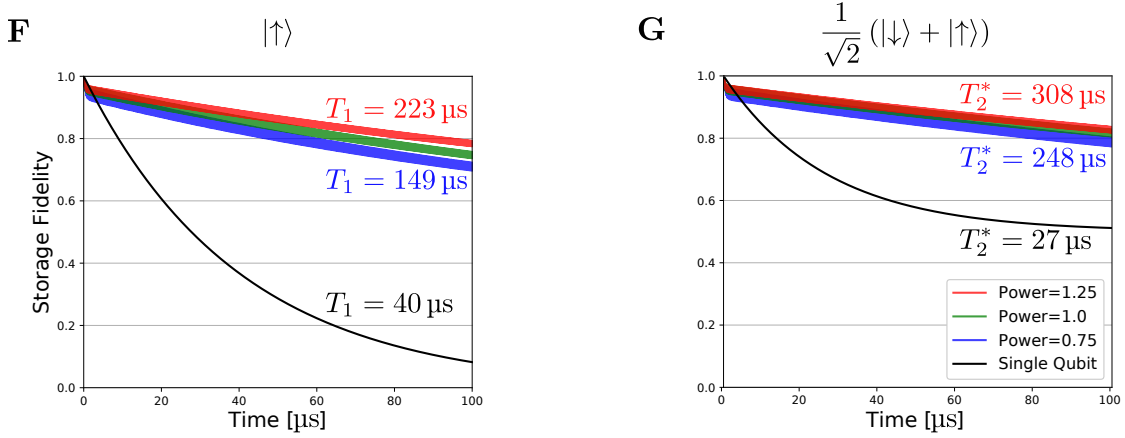 F
|↑⟩
1.0
0.8
0.6
0.4
0.2
0.0
Storage Fidelity
T₁ = 223 µs
T₁ = 149 µs
T₁ = 40 µs
0 20 40 60 80 100
Time [µs]
G
1/√2 (|↓⟩ + |↑⟩)
1.0
0.8
0.6
0.4
0.2
0.0
T₂* = 308 µs
T₂* = 248 µs
T₂* = 27 µs
Power=1.25
Power=1.0
Power=0.75
Single Qubit
0 20 40 60 80 100
Time [µs]